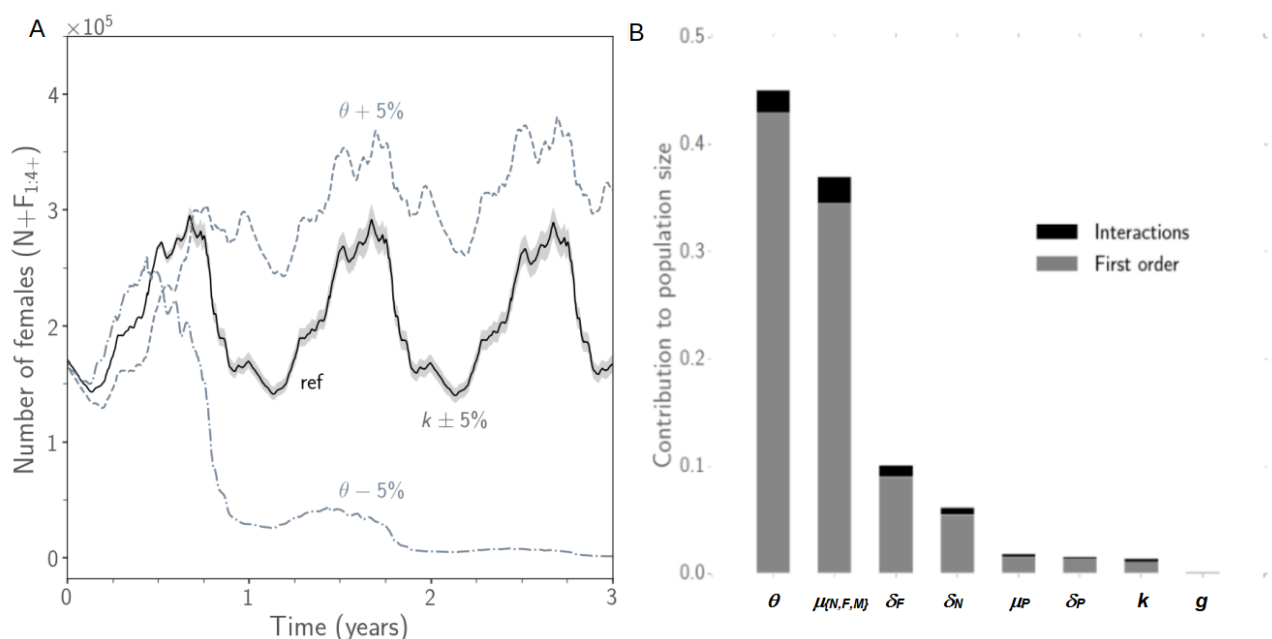 A
×10⁵
Number of females (N+F₁:₄₊)
4
3
2
1
0
θ + 5%
ref
k ± 5%
θ − 5%
0
1
2
3
Time (years)
B
Contribution to population size
0.5
0.4
0.3
0.2
0.1
0.0
Interactions
First order
θ
μ{N,F,M}
δF
δN
μP
δP
k
g